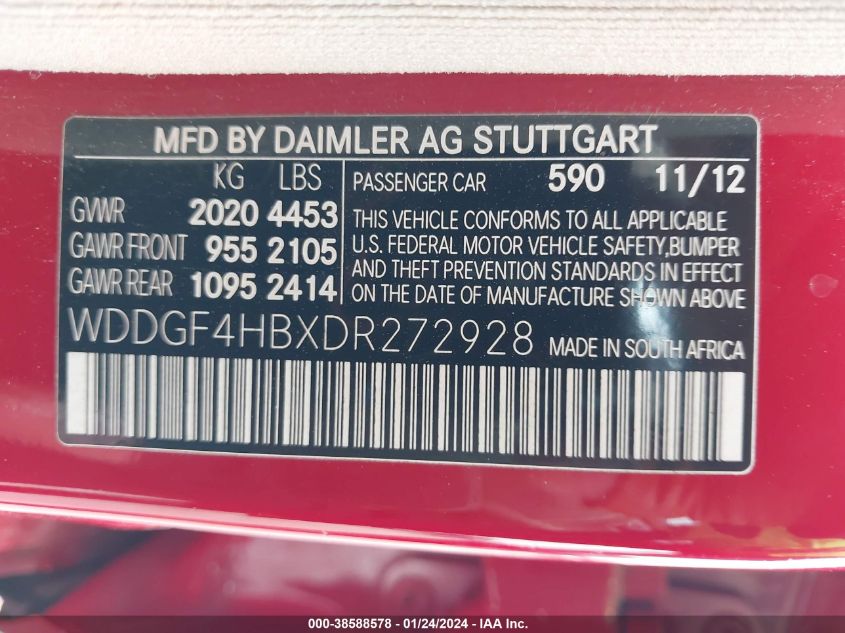 MFD BY DAIMLER AG STUTTGART
KG LBS
GVWR 2020 4453
GAWR FRONT 955 2105
GAWR REAR 1095 2414
PASSENGER CAR 590 11/12
THIS VEHICLE CONFORMS TO ALL APPLICABLE
U.S. FEDERAL MOTOR VEHICLE SAFETY,BUMPER
AND THEFT PREVENTION STANDARDS IN EFFECT
ON THE DATE OF MANUFACTURE SHOWN ABOVE
WDDGF4HBXDR272928 MADE IN SOUTH AFRICA
000-38588578 - 01/24/2024 - IAA Inc.